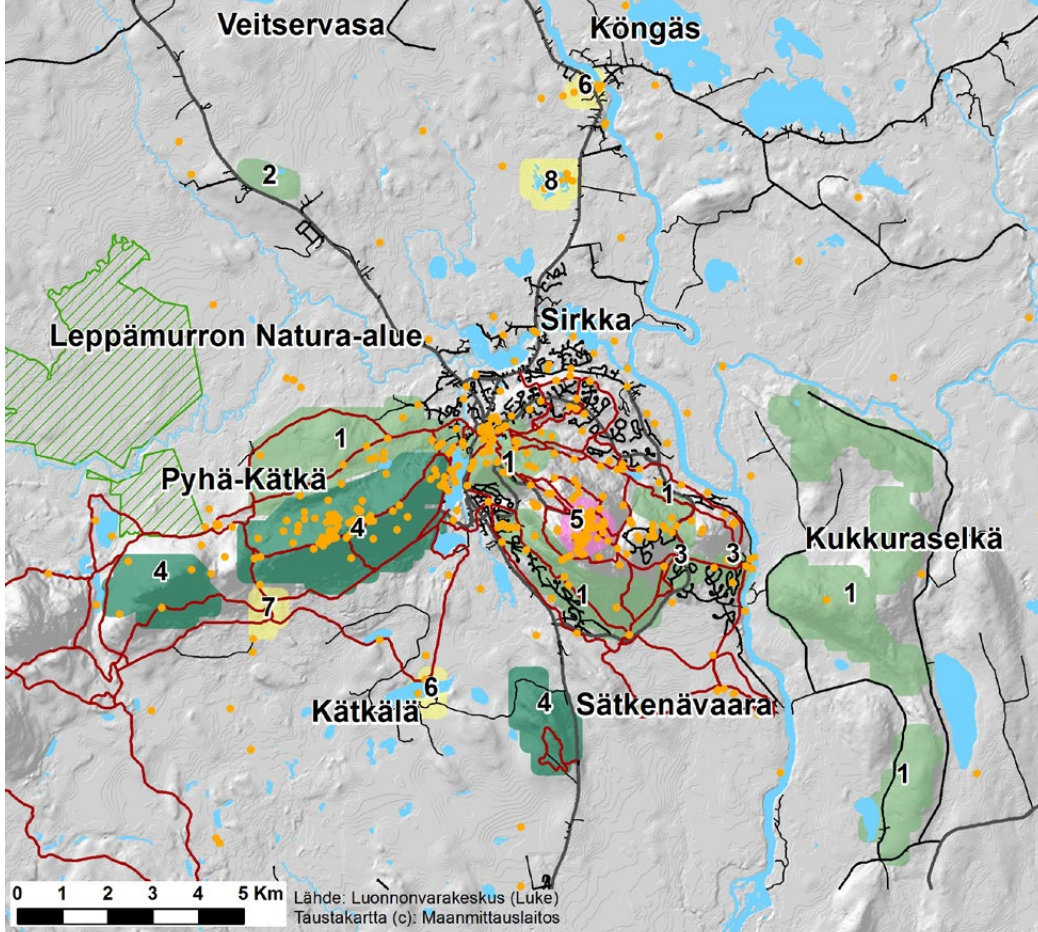 Veitservasa
Köngäs
6
2
8
Sirkka
Leppämurron Natura-alue
1
1
Pyhä-Kätkä
1
4
5
Kukkuraselkä
3
3
4
1
1
7
6
Kätkälä
4
Sätkenävaara
1
0 1 2 3 4 5 Km
Lähde: Luonnonvarakeskus (Luke)
Taustakartta (c): Maanmittauslaitos